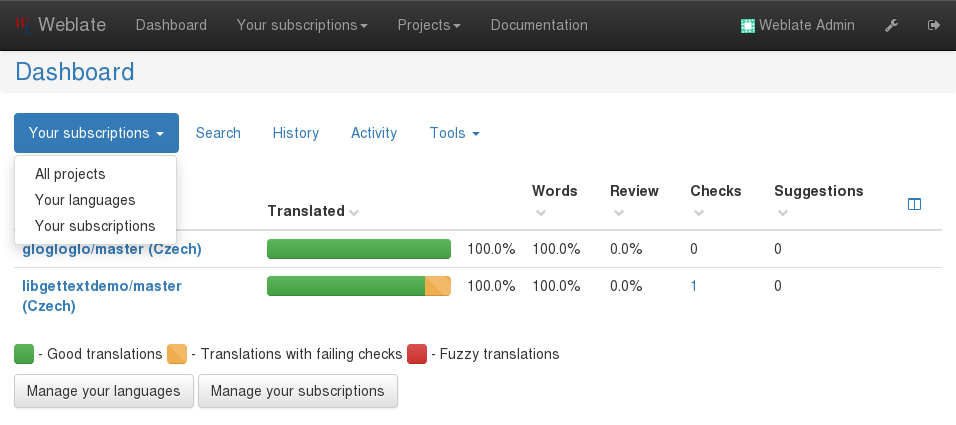 Weblate Dashboard Your subscriptions Projects Documentation Weblate Admin
Dashboard
Your subscriptions Search History Activity Tools
All projects
Your languages
Your subscriptions
Translated Words Review Checks Suggestions
glogloglo/master (Czech) 100.0% 100.0% 0.0% 0 0
libgettextdemo/master 100.0% 100.0% 0.0% 1 0
(Czech)
- Good translations - Translations with failing checks - Fuzzy translations
Manage your languages Manage your subscriptions